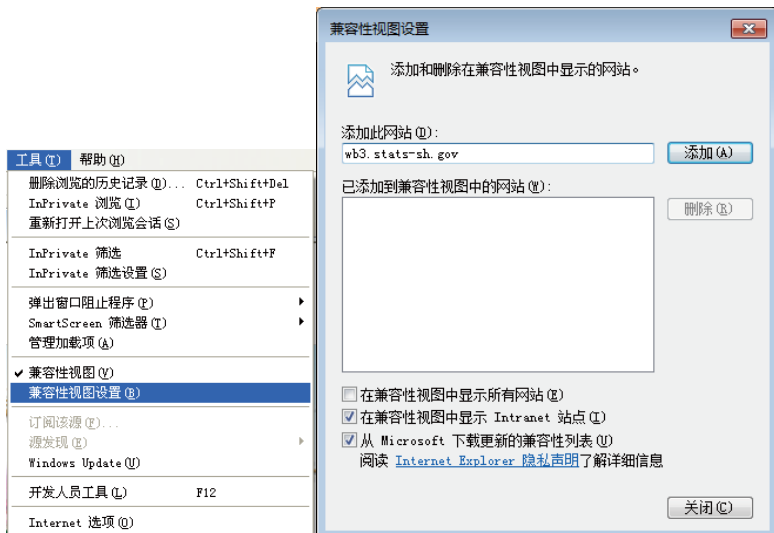 工具(T) 帮助(H)
删除浏览的历史记录(D)... Ctrl+Shift+Del
InPrivate 浏览(I) Ctrl+Shift+P
重新打开上次浏览会话(S)
InPrivate 筛选 Ctrl+Shift+F
InPrivate 筛选设置(S)
弹出窗口阻止程序(P)
SmartScreen 筛选器(T)
管理加载项(A)
兼容性视图(V)
兼容性视图设置(B)
订阅该源(F)...
源发现(E)
Windows Update(U)
开发人员工具(L) F12
Internet 选项(O)
兼容性视图设置
添加和删除在兼容性视图中显示的网站。
添加此网站(D):
wb3.stats-sh.gov 添加(A)
已添加到兼容性视图中的网站(W):
删除(R)
在兼容性视图中显示所有网站(E)
在兼容性视图中显示 Intranet 站点(I)
从 Microsoft 下载更新的兼容性列表(U)
阅读 Internet Explorer 隐私声明了解详细信息
关闭(C)